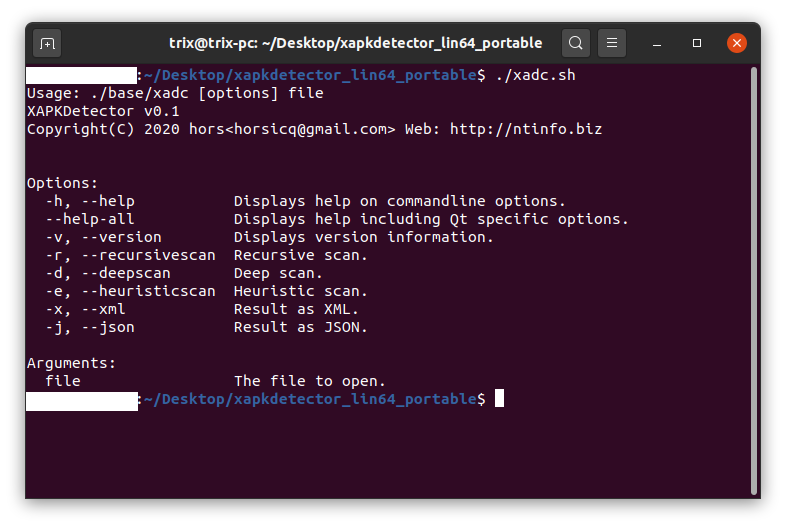 trix@trix-pc: ~/Desktop/xapkdetector_lin64_portable
:~/Desktop/xapkdetector_lin64_portable$ ./xadc.sh
Usage: ./base/xadc [options] file
XAPKDetector v0.1
Copyright(C) 2020 hors<horsicq@gmail.com> Web: http://ntinfo.biz
Options:
-h, --help Displays help on commandline options.
--help-all Displays help including Qt specific options.
-v, --version Displays version information.
-r, --recursivescan Recursive scan.
-d, --deepscan Deep scan.
-e, --heuristicscan Heuristic scan.
-x, --xml Result as XML.
-j, --json Result as JSON.
Arguments:
file The file to open.
:~/Desktop/xapkdetector_lin64_portable$